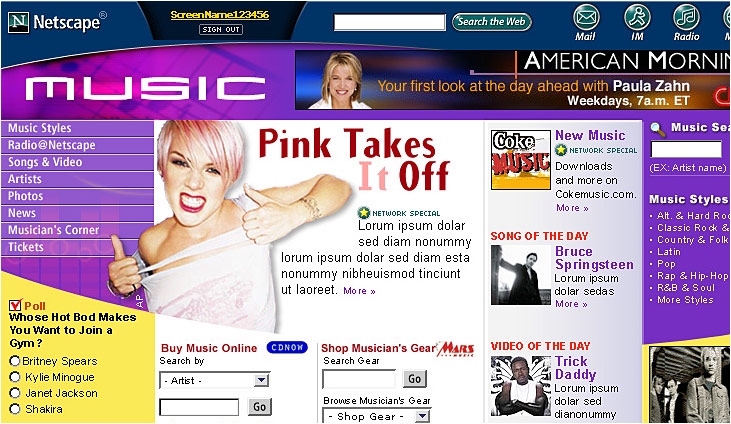 Netscape®
ScreenName123456
SIGN OUT
Search the Web
Mail
IM
Radio
MUSIC
AMERICAN MORNIN
Your first look at the day ahead with Paula Zahn
Weekdays, 7a.m. ET
Music Styles
Radio@Netscape
Songs & Video
Artists
Photos
News
Musician's Corner
Tickets
Pink Takes
It Off
NETWORK SPECIAL
Lorum ipsum dolar
sed diam nonummy
lorum ipsum dolar sed diam esta
nonummy nibheuismod tinciunt
ut laoreet. More »
AP
Poll
Whose Hot Bod Makes
You Want to Join a
Gym ?
Britney Spears
Kylie Minogue
Janet Jackson
Shakira
Buy Music Online
CDNOW
Search by
- Artist -
Go
Shop Musician's Gear
MARS
MUSIC
Search Gear
Go
Browse Musician's Gear
- Shop Gear -
Coke
MUSIC
New Music
NETWORK SPECIAL
Downloads
and more on
Cokemusic.com.
More »
SONG OF THE DAY
Bruce
Springsteen
Lorum ipsum
dolar sedas
More »
VIDEO OF THE DAY
Trick
Daddy
Lorum ipsum
dolar sed
dianonummy
Music Sea
(EX: Artist name)
Music Styles
• Alt. & Hard Roc
• Classic Rock &
• Country & Folk
• Latin
• Pop
• Rap & Hip-Hop
• R&B & Soul
• More Styles